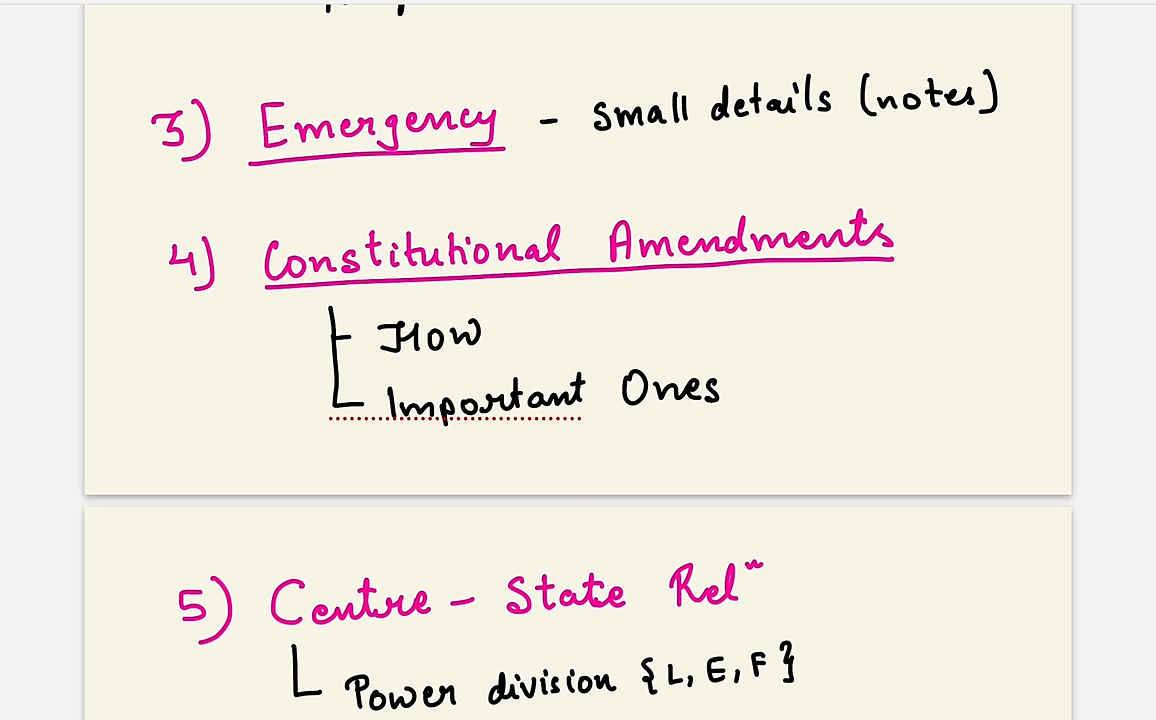 3) Emergency - small details (notes)
4) Constitutional Amendments
How
Important Ones
5) Centre - State Relⁿ
Power division {L, E, F}